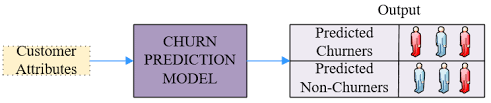 Output
Customer
Attributes
CHURN
PREDICTION
MODEL
Predicted
Churners
Predicted
Non-Churners